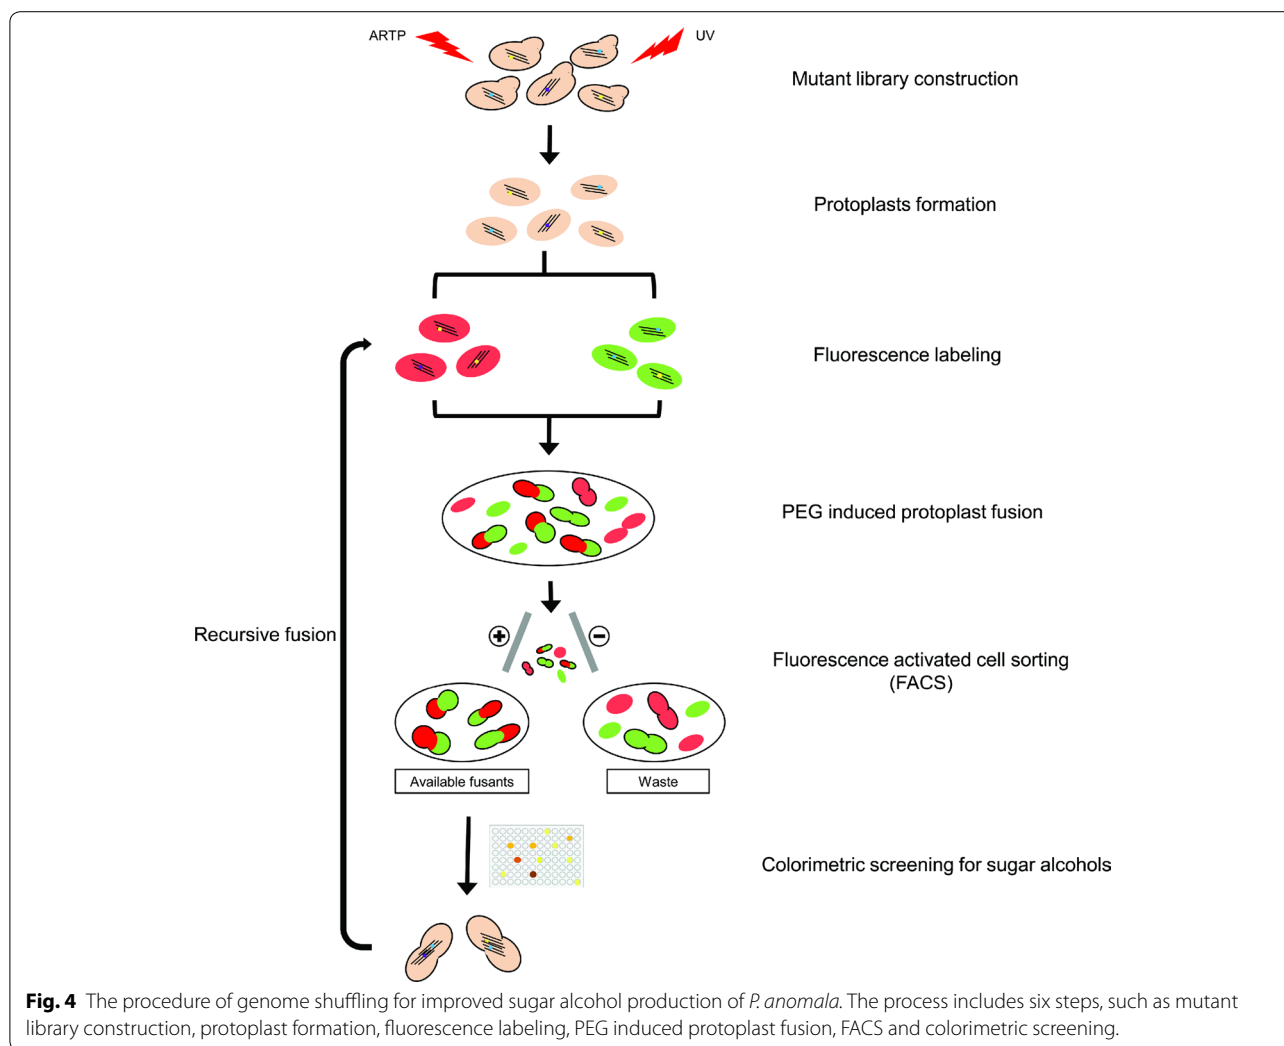 ARTP
UV
Mutant library construction
Protoplasts formation
Fluorescence labeling
PEG induced protoplast fusion
Recursive fusion
+
−
Fluorescence activated cell sorting
(FACS)
Available fusants
Waste
Colorimetric screening for sugar alcohols
Fig. 4 The procedure of genome shuffling for improved sugar alcohol production of P. anomala. The process includes six steps, such as mutant
library construction, protoplast formation, fluorescence labeling, PEG induced protoplast fusion, FACS and colorimetric screening.